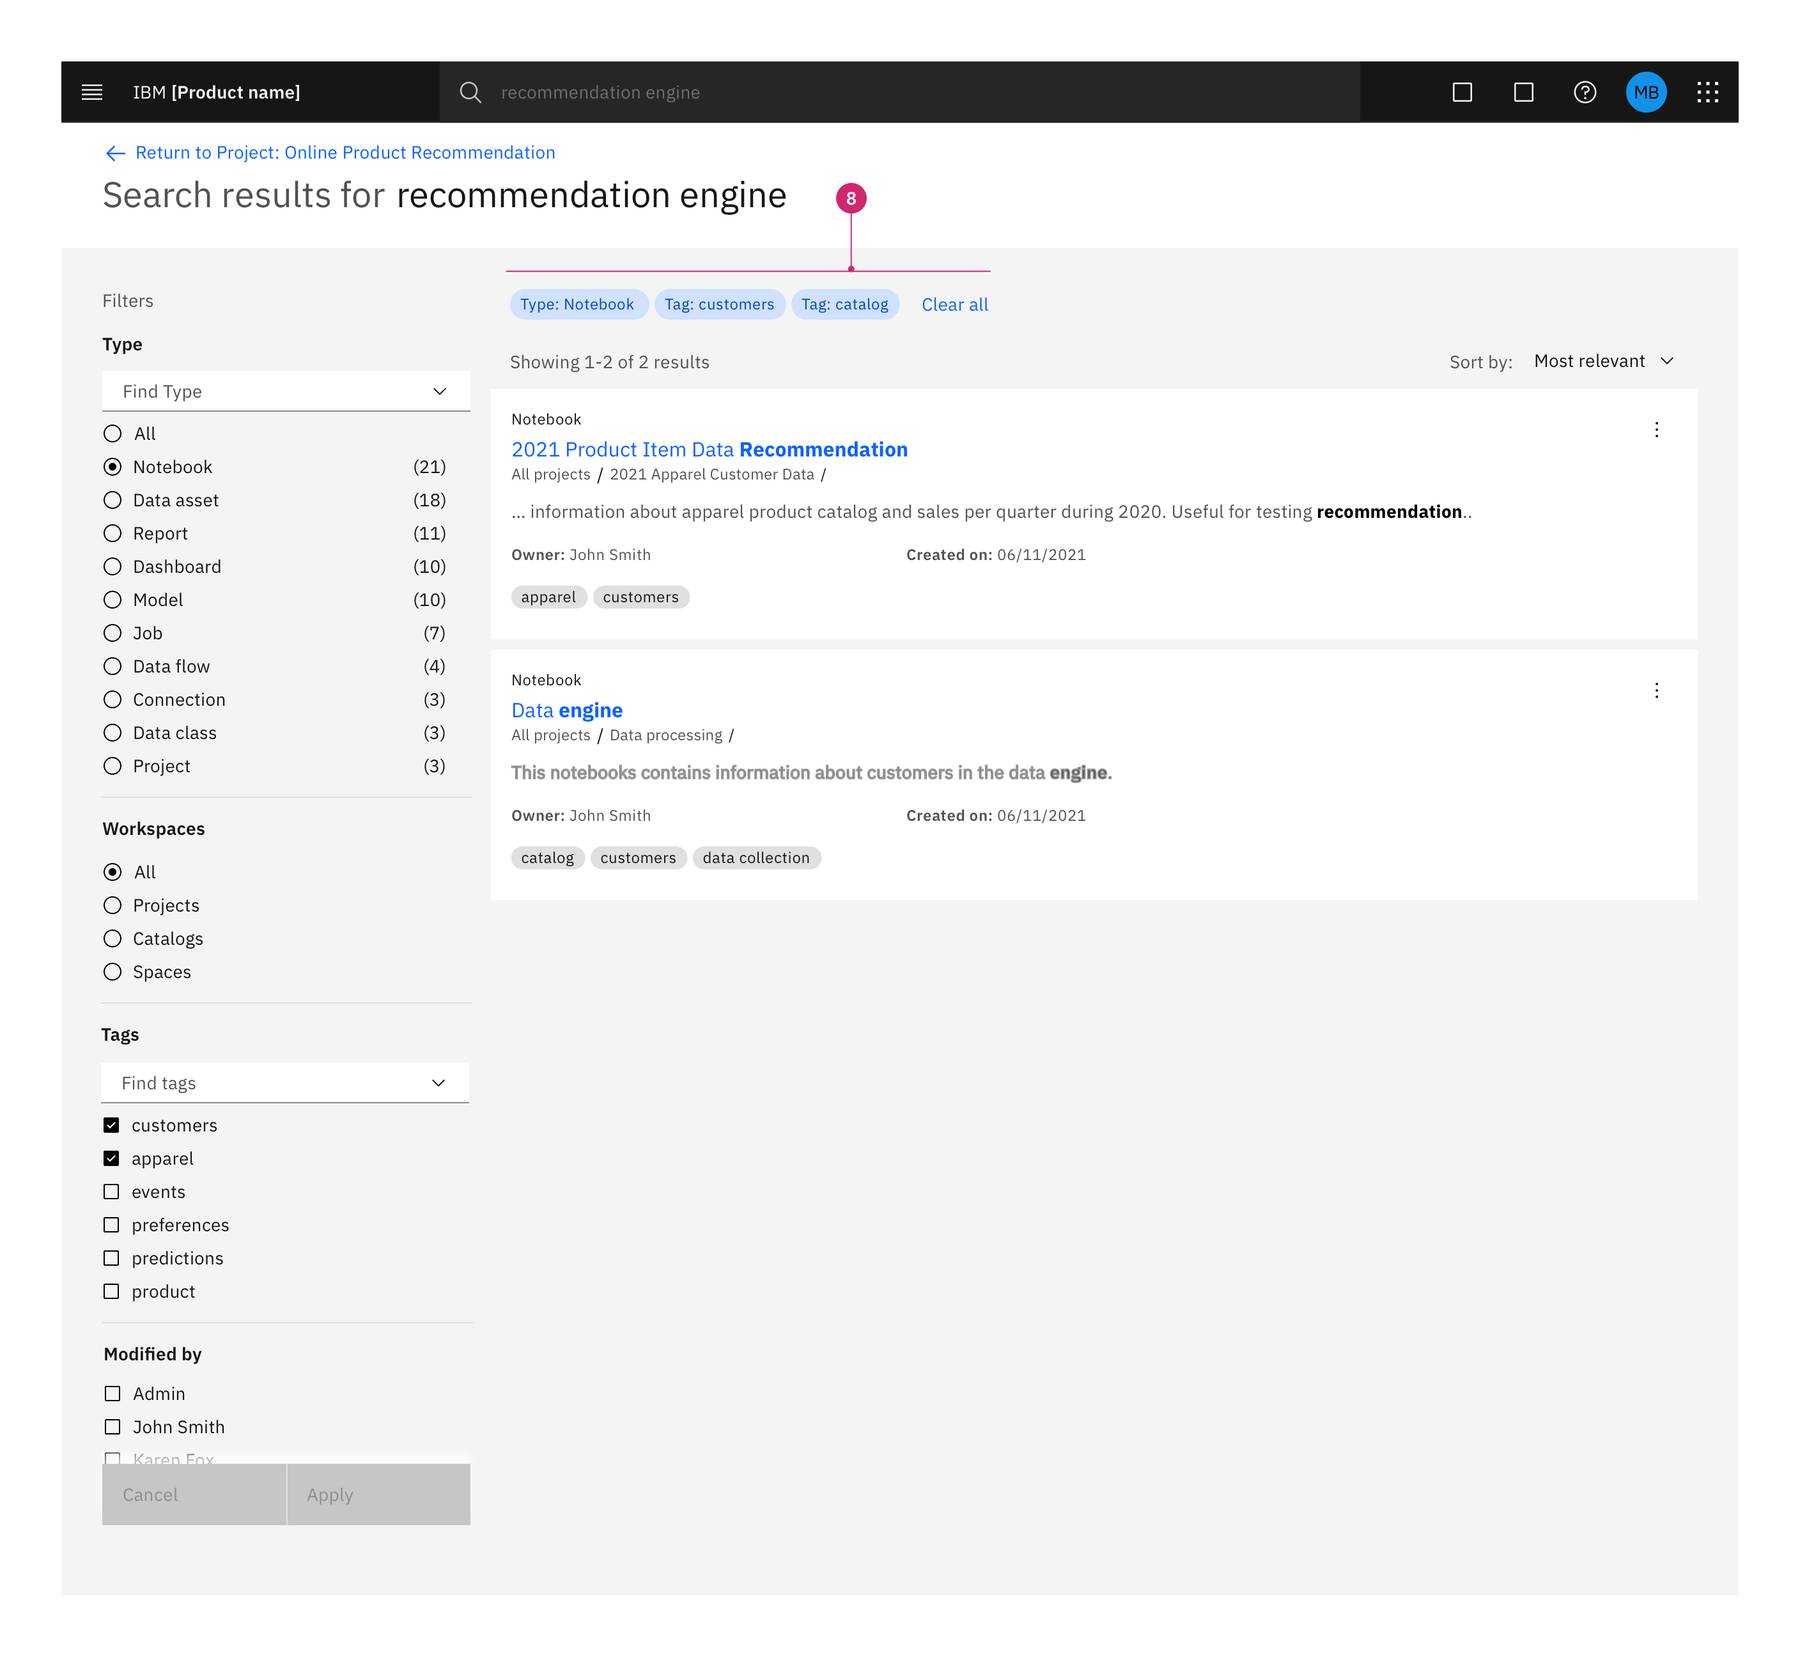 IBM [Product name]
recommendation engine
MB
Return to Project: Online Product Recommendation
Search results for recommendation engine
8
Filters
Type
Find Type
All
Notebook (21)
Data asset (18)
Report (11)
Dashboard (10)
Model (10)
Job (7)
Data flow (4)
Connection (3)
Data class (3)
Project (3)
Workspaces
All
Projects
Catalogs
Spaces
Tags
Find tags
customers
apparel
events
preferences
predictions
product
Modified by
Admin
John Smith
Karen Fox
Cancel Apply
Type: Notebook Tag: customers Tag: catalog Clear all
Showing 1-2 of 2 results Sort by: Most relevant
Notebook
2021 Product Item Data Recommendation
All projects / 2021 Apparel Customer Data /
... information about apparel product catalog and sales per quarter during 2020. Useful for testing recommendation..
Owner: John Smith Created on: 06/11/2021
apparel customers
Notebook
Data engine
All projects / Data processing /
This notebooks contains information about customers in the data engine.
Owner: John Smith Created on: 06/11/2021
catalog customers data collection